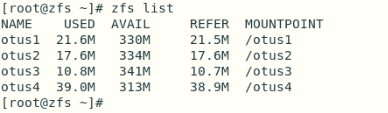 [root@zfs ~]# zfs list
NAME    USED  AVAIL     REFER  MOUNTPOINT
otus1  21.6M   330M     21.5M  /otus1
otus2  17.6M   334M     17.6M  /otus2
otus3  10.8M   341M     10.7M  /otus3
otus4  39.0M   313M     38.9M  /otus4
[root@zfs ~]#